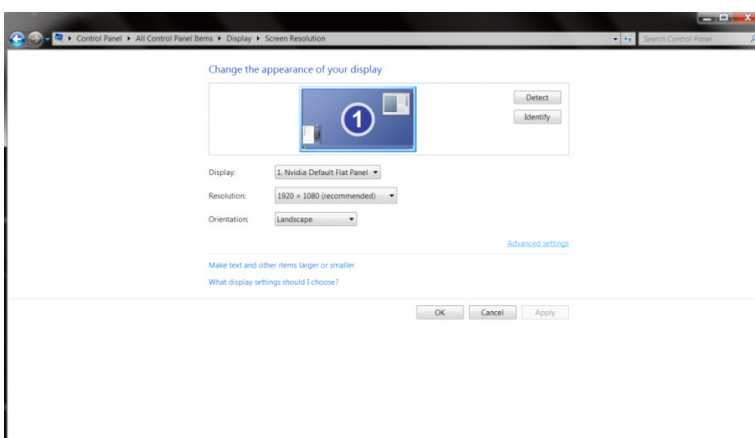 Control Panel ▸ All Control Panel Items ▸ Display ▸ Screen Resolution
Search Control Panel
Change the appearance of your display
1
Detect
Identify
Display: 1. Nvidia Default Flat Panel
Resolution: 1920 × 1080 (recommended)
Orientation: Landscape
Advanced settings
Make text and other items larger or smaller
What display settings should I choose?
OK Cancel Apply